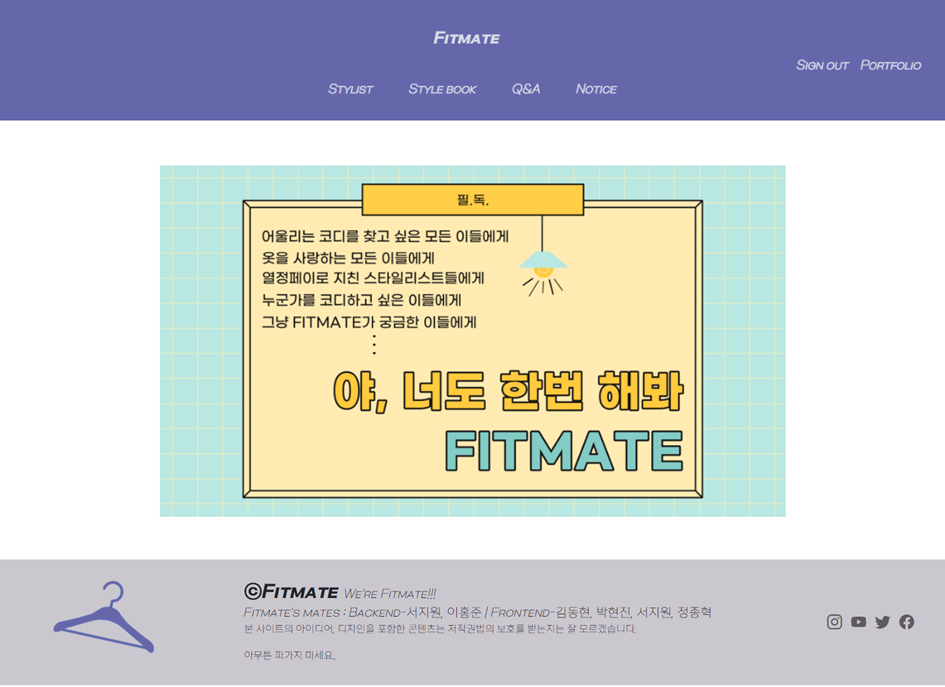 FITMATE
SIGN OUT PORTFOLIO
STYLIST STYLE BOOK Q&A NOTICE
필.독.
어울리는 코디를 찾고 싶은 모든 이들에게
옷을 사랑하는 모든 이들에게
열정페이로 지친 스타일리스트들에게
누군가를 코디하고 싶은 이들에게
그냥 FITMATE가 궁금한 이들에게
야, 너도 한번 해봐
FITMATE
©FITMATE WE'RE FITMATE!!!
FITMATE'S MATES : BACKEND-서지원, 이홍준 | FRONTEND-김동현, 박현진, 서지원, 정종혁
본 사이트의 아이디어, 디자인을 포함한 콘텐츠는 저작권법의 보호를 받는지는 잘 모르겠습니다.
아무튼 퍼가지 마세요..